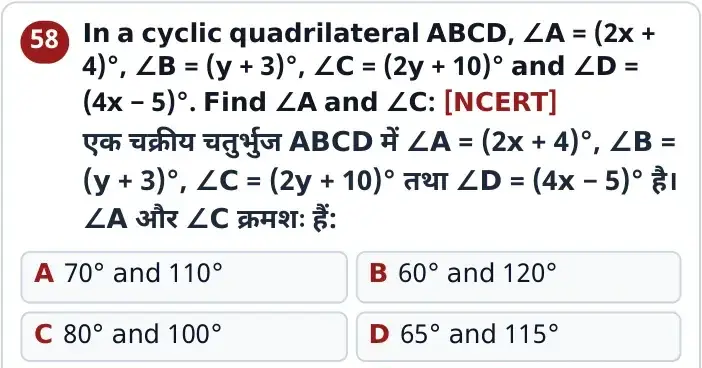 58 In a cyclic quadrilateral ABCD, ∠A = (2x +
4)°, ∠B = (y + 3)°, ∠C = (2y + 10)° and ∠D =
(4x − 5)°. Find ∠A and ∠C: [NCERT]
एक चक्रीय चतुर्भुज ABCD में ∠A = (2x + 4)°, ∠B =
(y + 3)°, ∠C = (2y + 10)° तथा ∠D = (4x − 5)° है।
∠A और ∠C क्रमशः हैं:
A 70° and 110°
B 60° and 120°
C 80° and 100°
D 65° and 115°